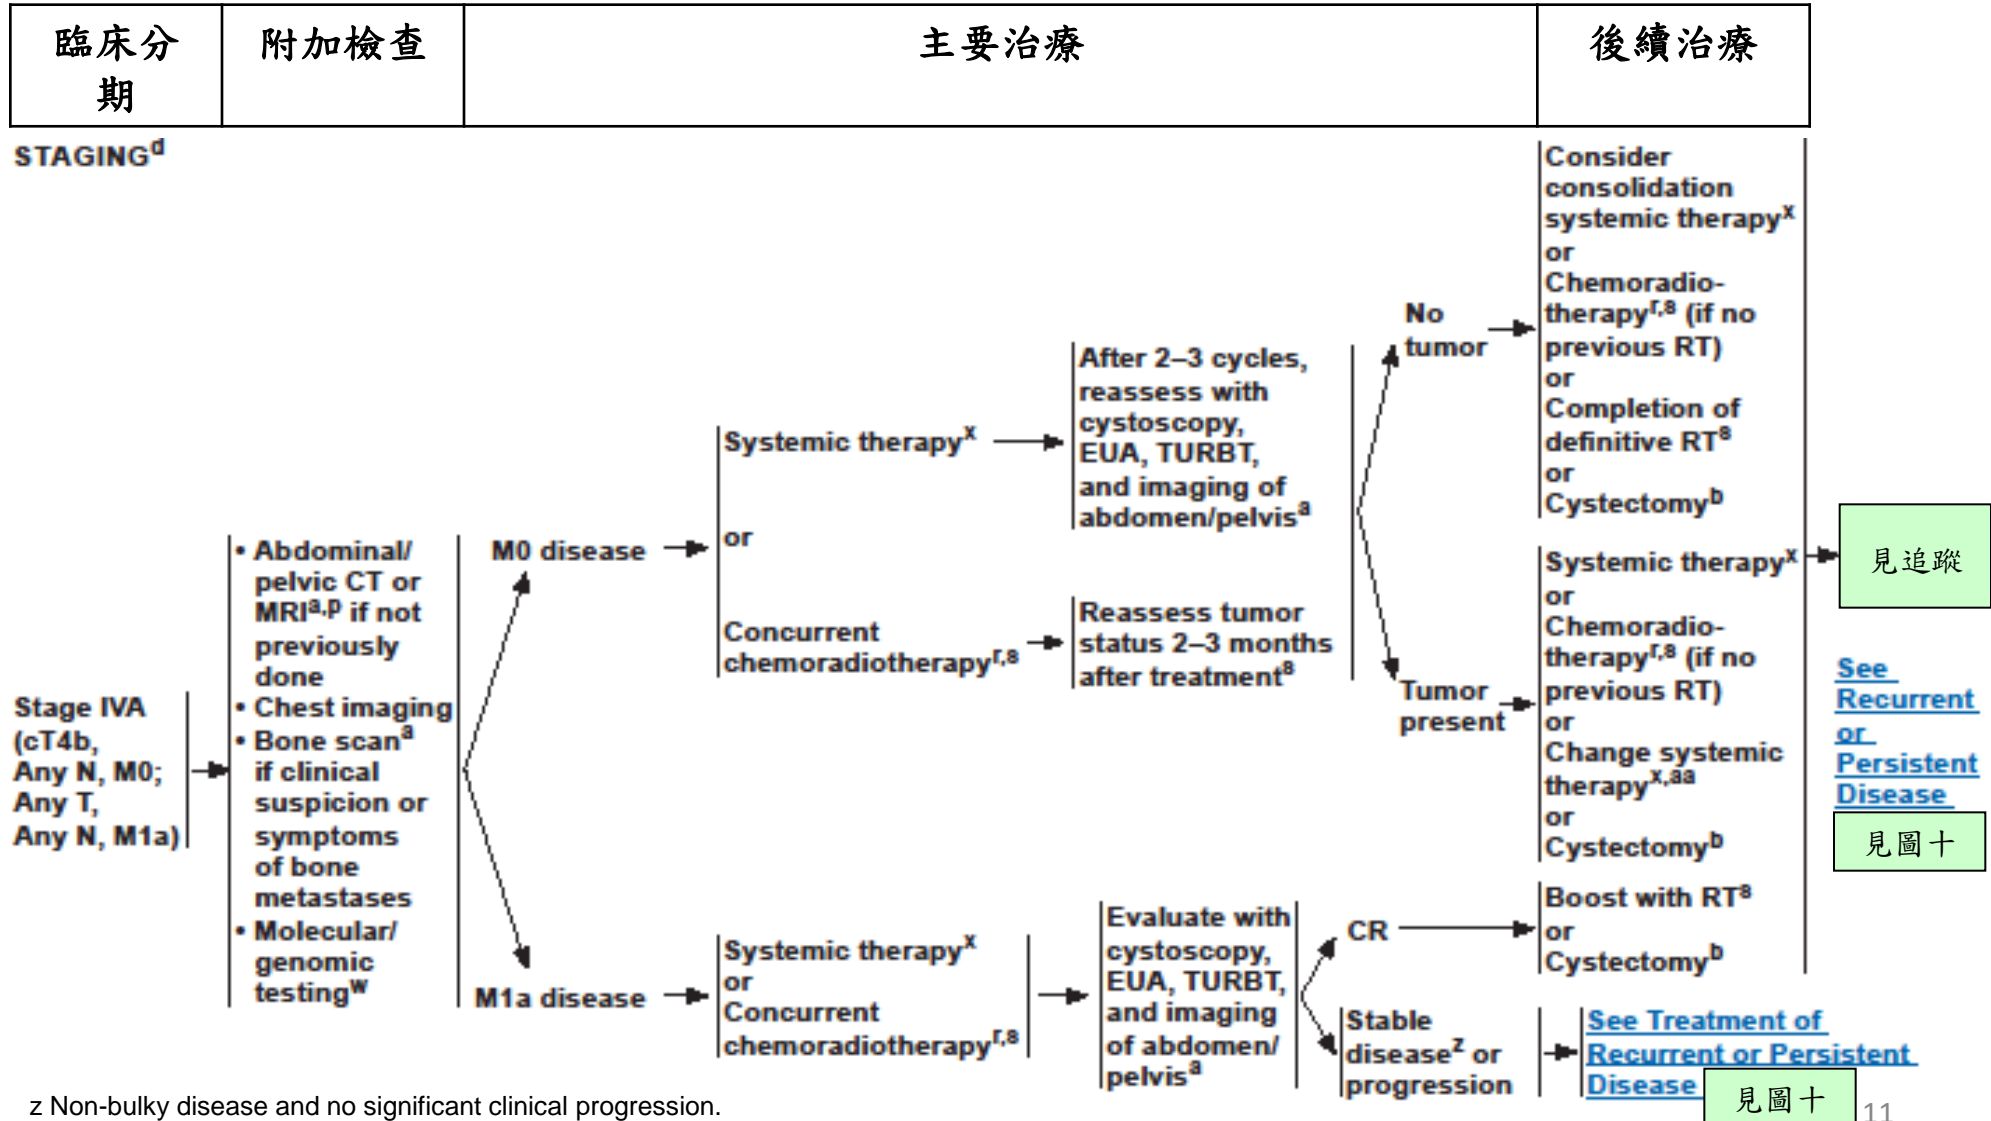 臨床分
期
附加檢查
主要治療
後續治療
STAGINGᵈ
Stage IVA
(cT4b,
Any N, M0;
Any T,
Any N, M1a)
• Abdominal/
pelvic CT or
MRIᵃ,ᵖ if not
previously
done
• Chest imaging
• Bone scanᵃ
if clinical
suspicion or
symptoms
of bone
metastases
• Molecular/
genomic
testingʷ
M0 disease
Systemic therapyˣ
or
Concurrent
chemoradiotherapyʳ,ˢ
After 2–3 cycles,
reassess with
cystoscopy,
EUA, TURBT,
and imaging of
abdomen/pelvisᵃ
Reassess tumor
status 2–3 months
after treatmentᵃ
No
tumor
Tumor
present
Consider
consolidation
systemic therapyˣ
or
Chemoradio-
therapyʳ,ˢ (if no
previous RT)
or
Completion of
definitive RTˢ
or
Cystectomyᵇ
Systemic therapyˣ
or
Chemoradio-
therapyʳ,ˢ (if no
previous RT)
or
Change systemic
therapyˣ,ᵃᵃ
or
Cystectomyᵇ
見追蹤
See
Recurrent
or
Persistent
Disease
見圖十
M1a disease
Systemic therapyˣ
or
Concurrent
chemoradiotherapyʳ,ˢ
Evaluate with
cystoscopy,
EUA, TURBT,
and imaging
of abdomen/
pelvisᵃ
CR
Boost with RTˢ
or
Cystectomyᵇ
Stable
diseaseᶻ or
progression
See Treatment of
Recurrent or Persistent
Disease
見圖十
z Non-bulky disease and no significant clinical progression.
11